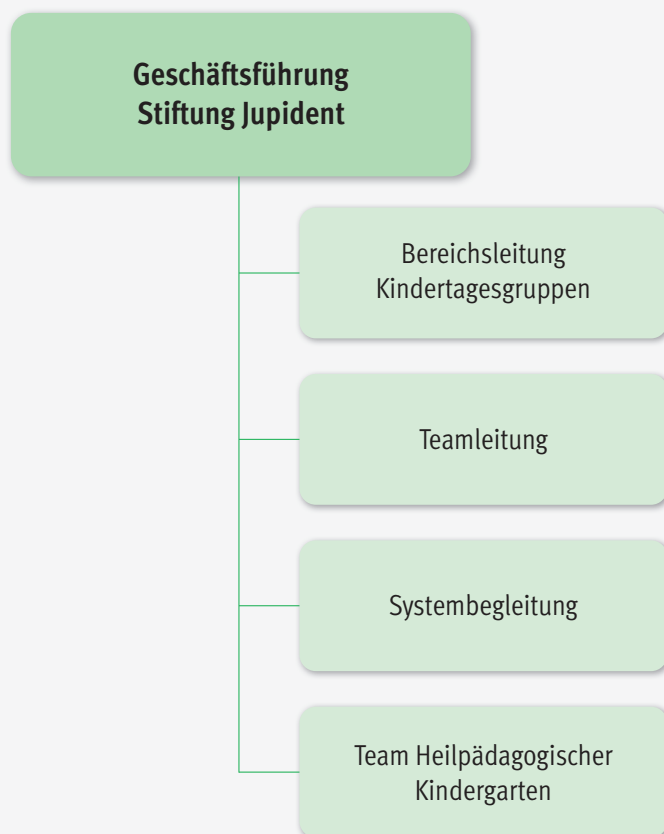 Geschäftsführung
Stiftung Jupident
Bereichsleitung
Kindertagesgruppen
Teamleitung
Systembegleitung
Team Heilpädagogischer
Kindergarten